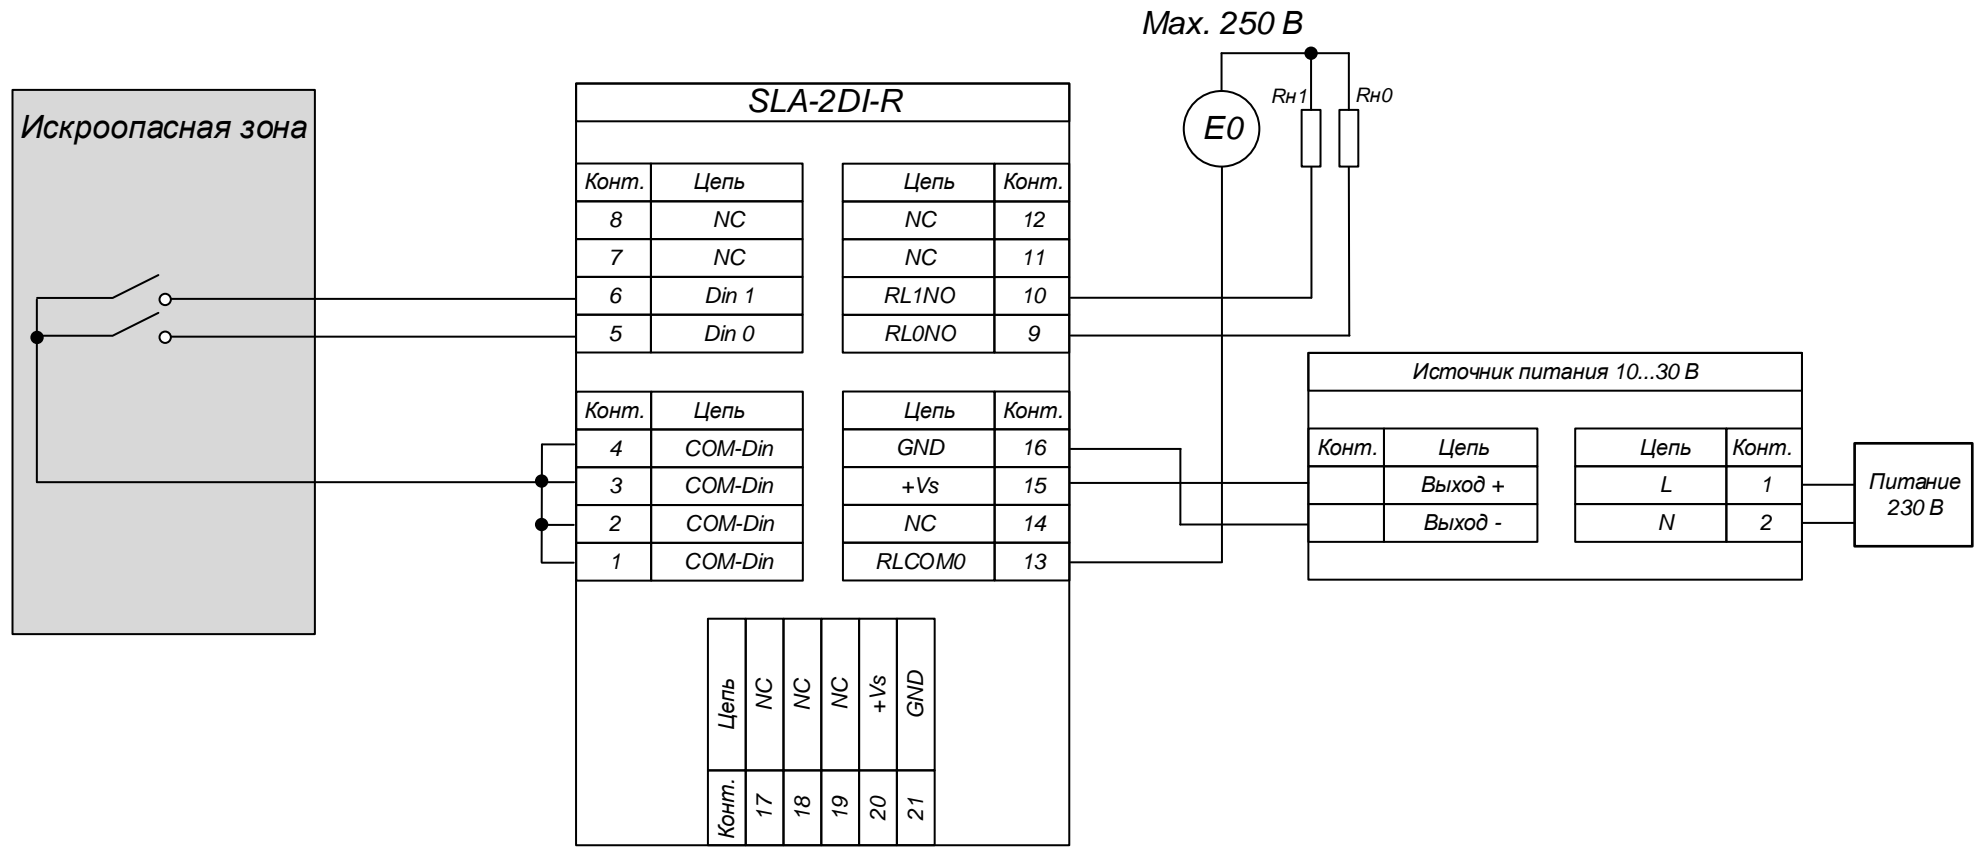 Max. 250 В
SLA-2DI-R
Искроопасная зона
Rн1
Rн0
E0
Конт. Цепь
8 NC
7 NC
6 Din 1
5 Din 0
Цепь Конт.
NC 12
NC 11
RL1NO 10
RL0NO 9
Конт. Цепь
4 COM-Din
3 COM-Din
2 COM-Din
1 COM-Din
Цепь Конт.
GND 16
+Vs 15
NC 14
RLCOM0 13
Источник питания 10...30 В
Конт. Цепь
Выход +
Выход -
Цепь Конт.
L 1
N 2
Питание
230 В
Конт. Цепь
17 NC
18 NC
19 NC
20 +Vs
21 GND